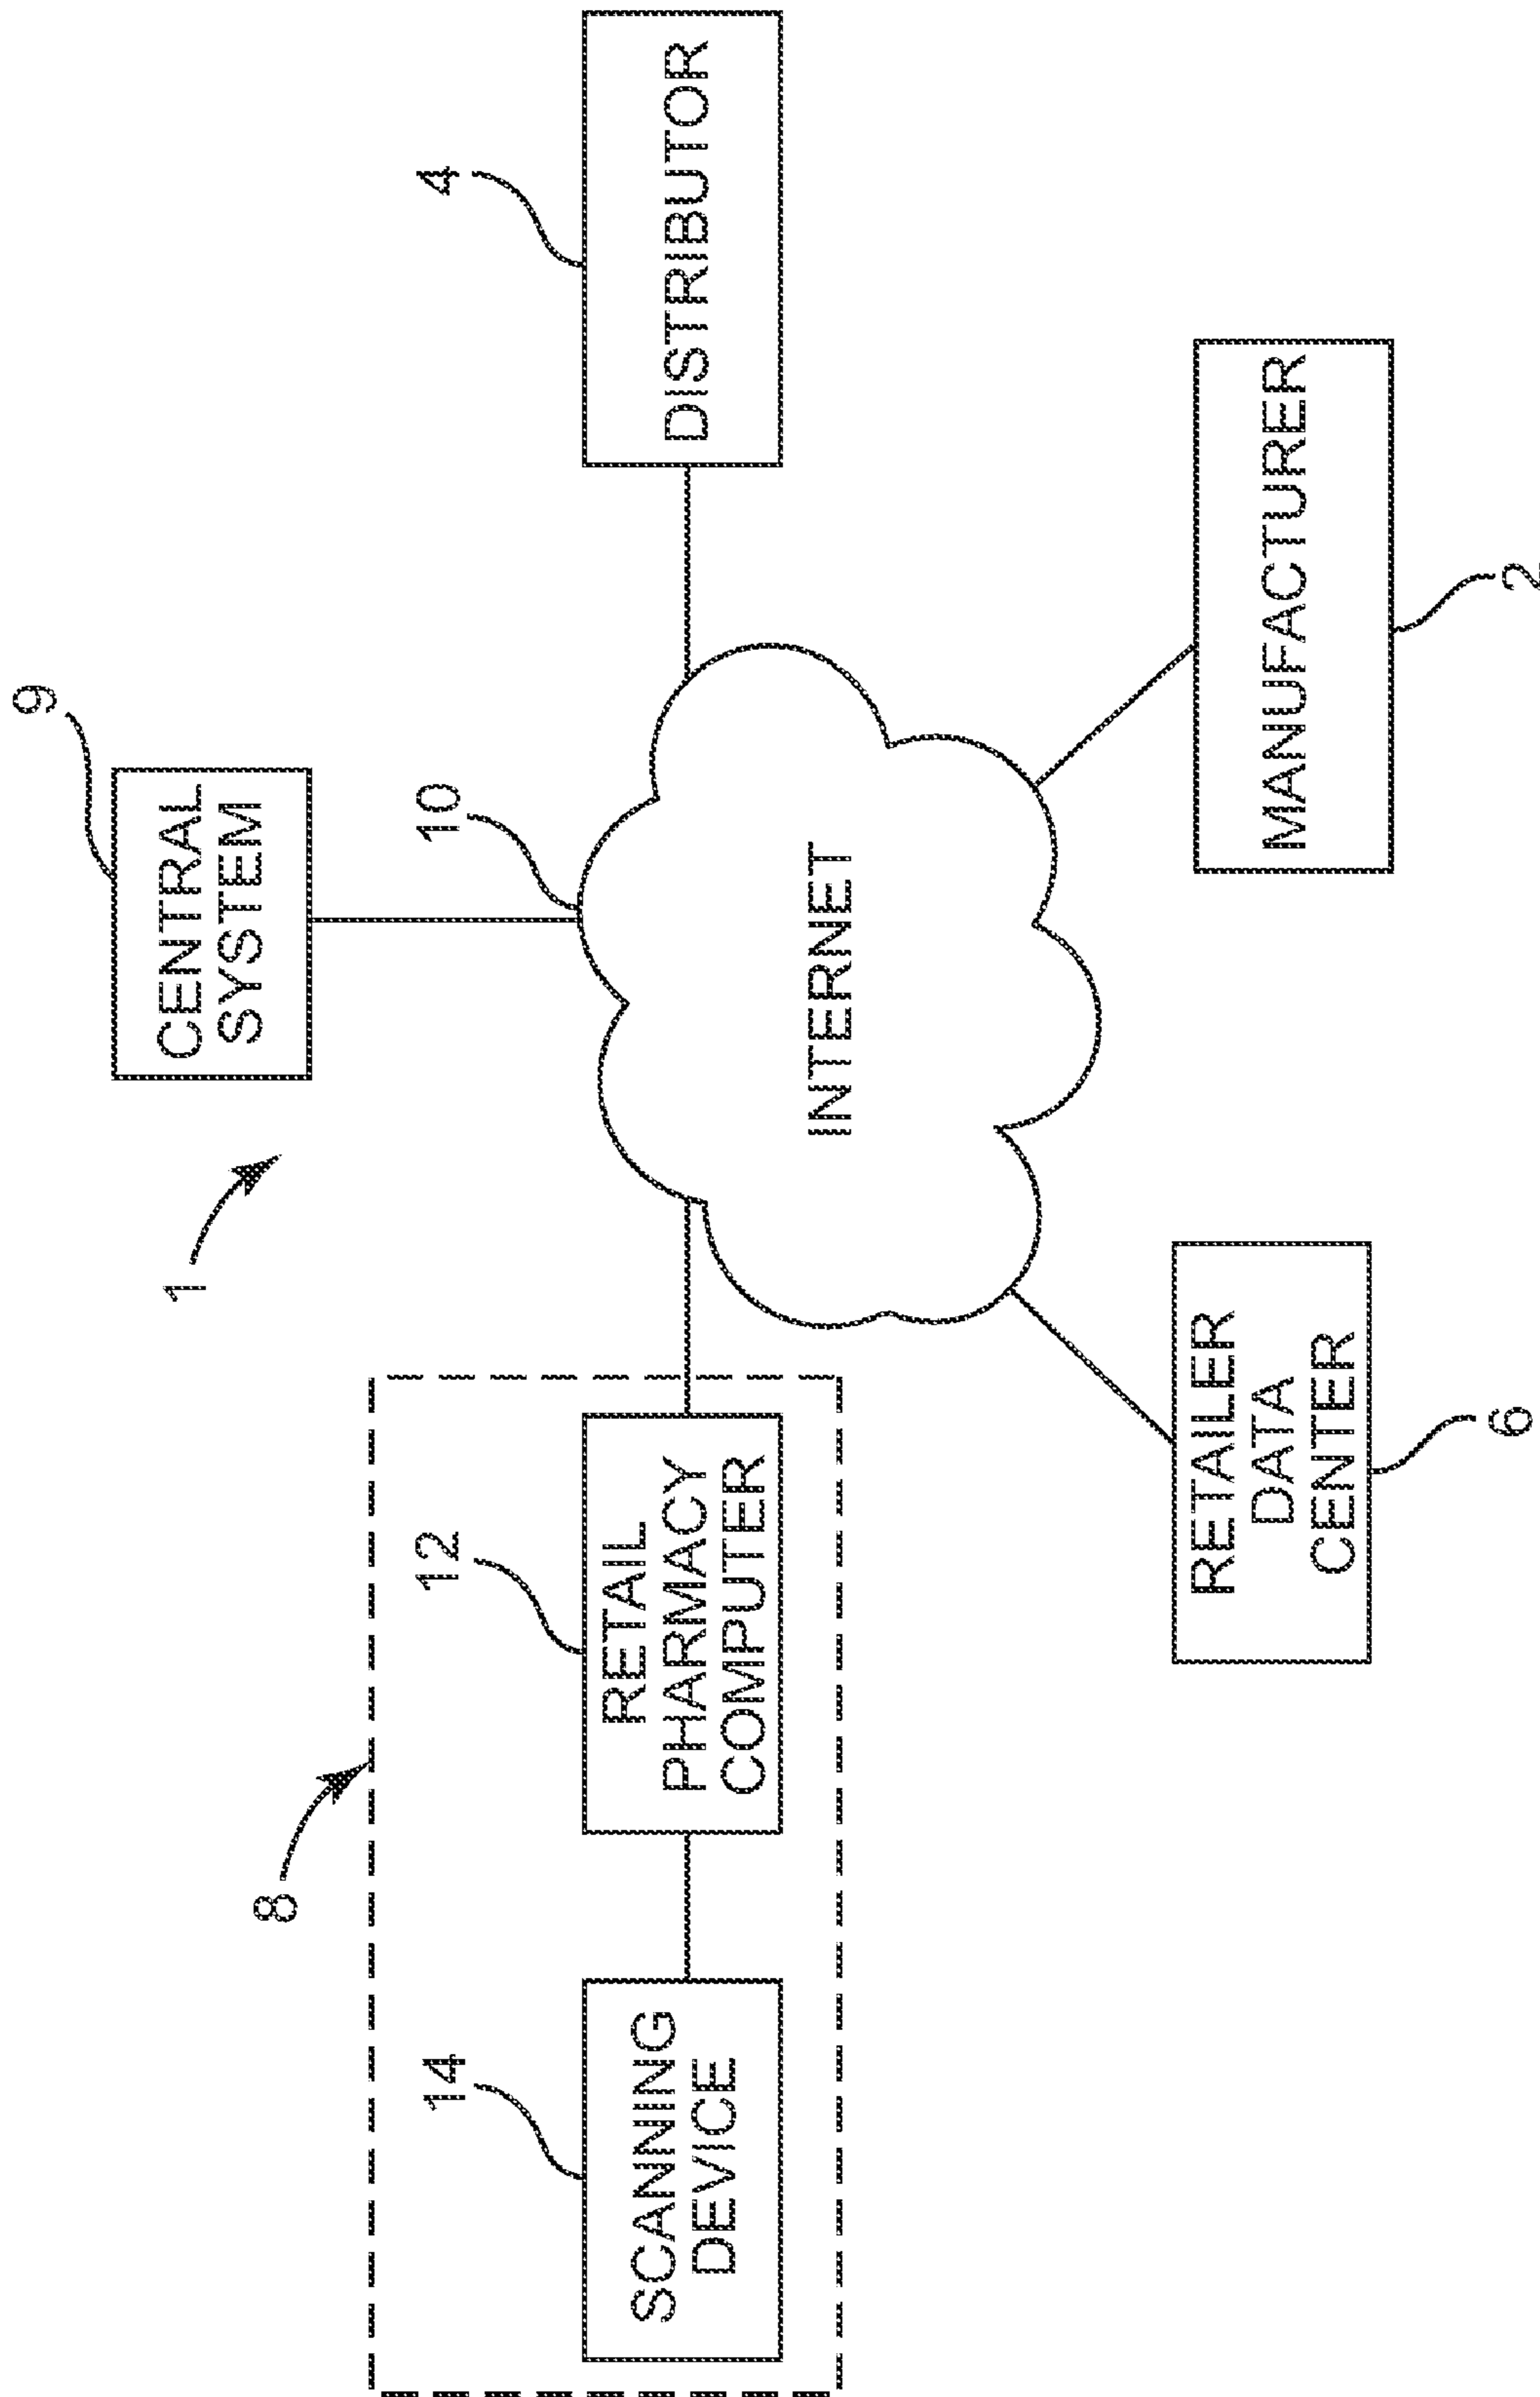 1
9
CENTRAL
SYSTEM
8
14
SCANNING
DEVICE
12
RETAIL
PHARMACY
COMPUTER
10
INTERNET
4
DISTRIBUTOR
RETAILER
DATA
CENTER
6
MANUFACTURER
2